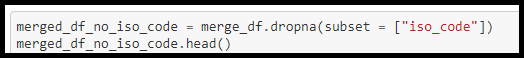 merged_df_no_iso_code = merge_df.dropna(subset = ["iso_code"])
merged_df_no_iso_code.head()